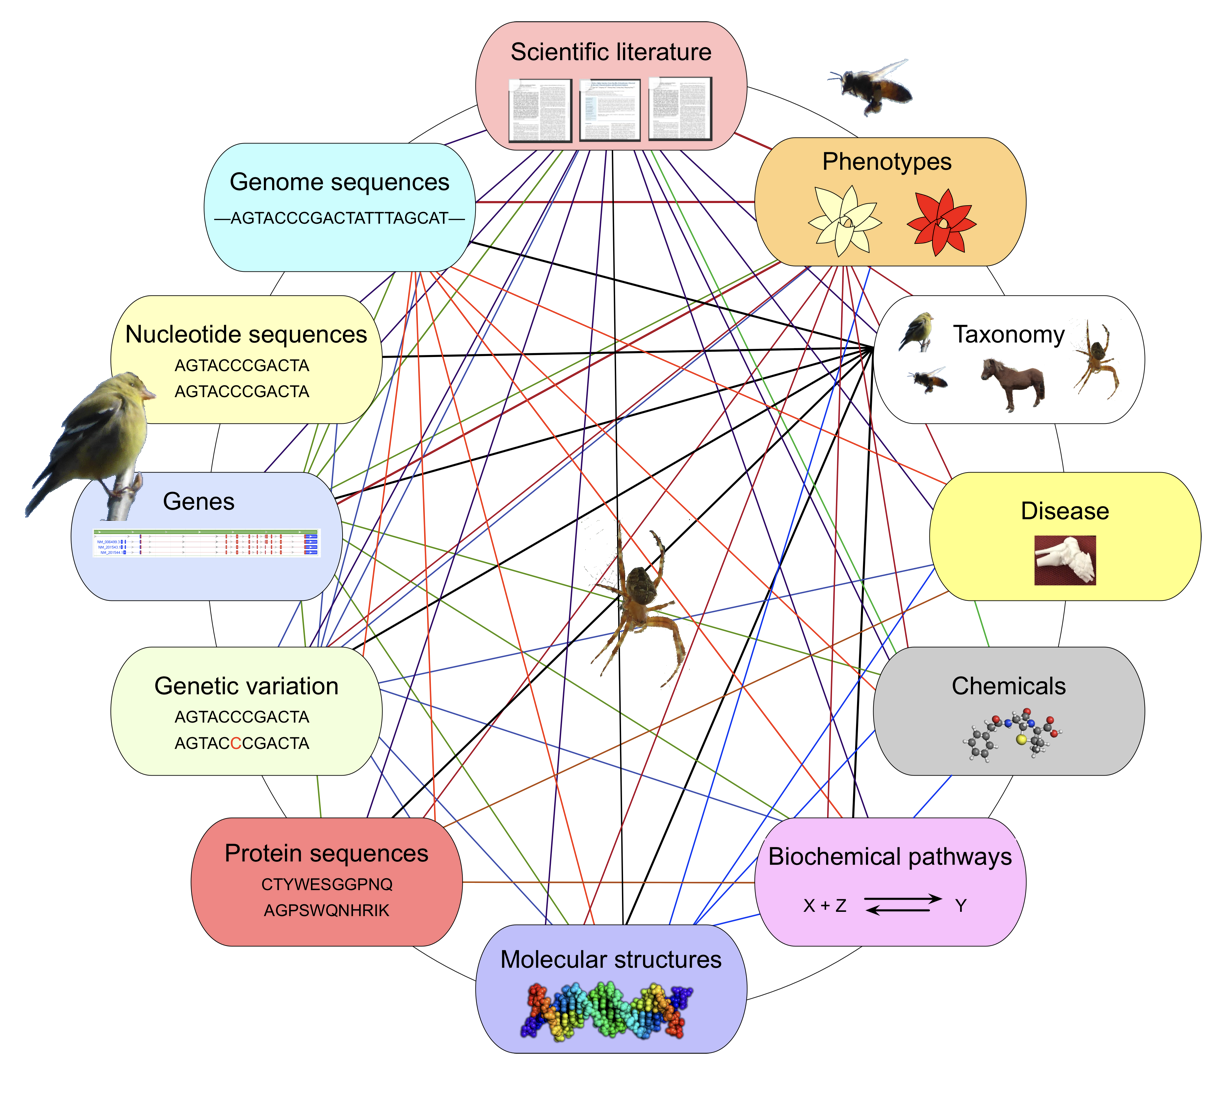 Scientific literature
Genome sequences
—AGTACCCGACTATTTAGCAT—
Phenotypes
Nucleotide sequences
AGTACCCGACTA
AGTACCCGACTA
Taxonomy
Genes
Disease
Genetic variation
AGTACCCGACTA
AGTACCCGACTA
Chemicals
Protein sequences
CTYWESGGPNQ
AGPSWQNHRIK
Biochemical pathways
X + Z Y
Molecular structures